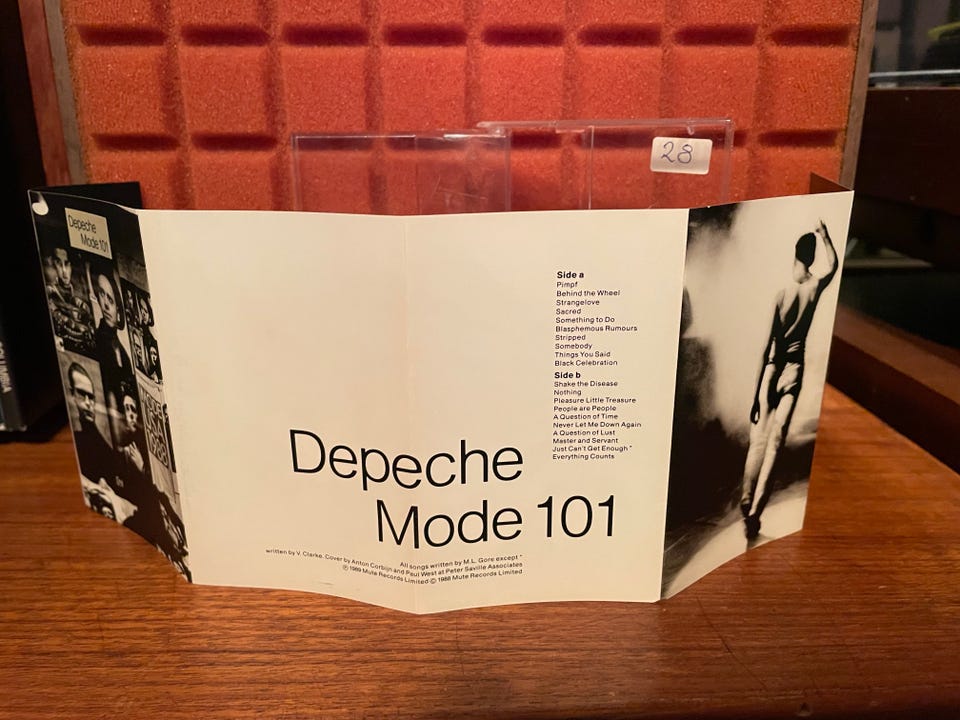 28
Depeche
Mode 101
Side a
Pimpf
Behind the Wheel
Strangelove
Sacred
Something to Do
Blasphemous Rumours
Stripped
Somebody
Things You Said
Black Celebration
Side b
Shake the Disease
Nothing
Pleasure Little Treasure
People are People
A Question of Time
Never Let Me Down Again
A Question of Lust
Master and Servant
Just Can't Get Enough *
Everything Counts
Depeche
Mode 101
All songs written by M.L. Gore except *
written by V. Clarke. Cover by Anton Corbijn and Paul West at Peter Saville Associates
℗ 1989 Mute Records Limited © 1988 Mute Records Limited